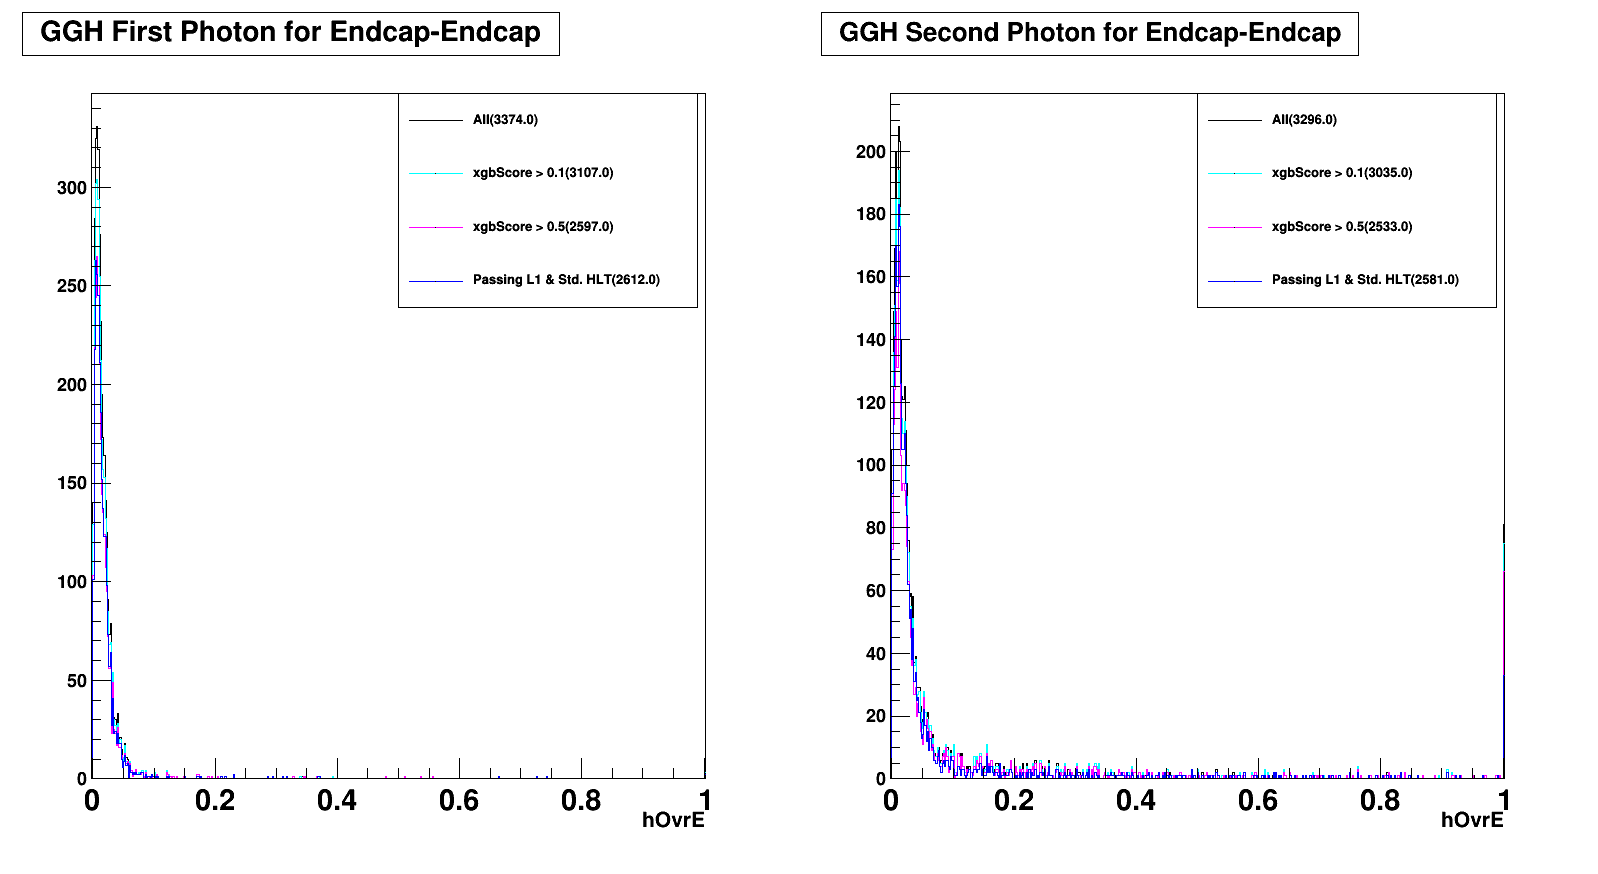 GGH First Photon for Endcap-Endcap
All(3374.0)
xgbScore > 0.1(3107.0)
xgbScore > 0.5(2597.0)
Passing L1 & Std. HLT(2612.0)
300
250
200
150
100
50
0
0 0.2 0.4 0.6 0.8 1
hOvrE
GGH Second Photon for Endcap-Endcap
All(3296.0)
xgbScore > 0.1(3035.0)
xgbScore > 0.5(2533.0)
Passing L1 & Std. HLT(2581.0)
200
180
160
140
120
100
80
60
40
20
0
0 0.2 0.4 0.6 0.8 1
hOvrE